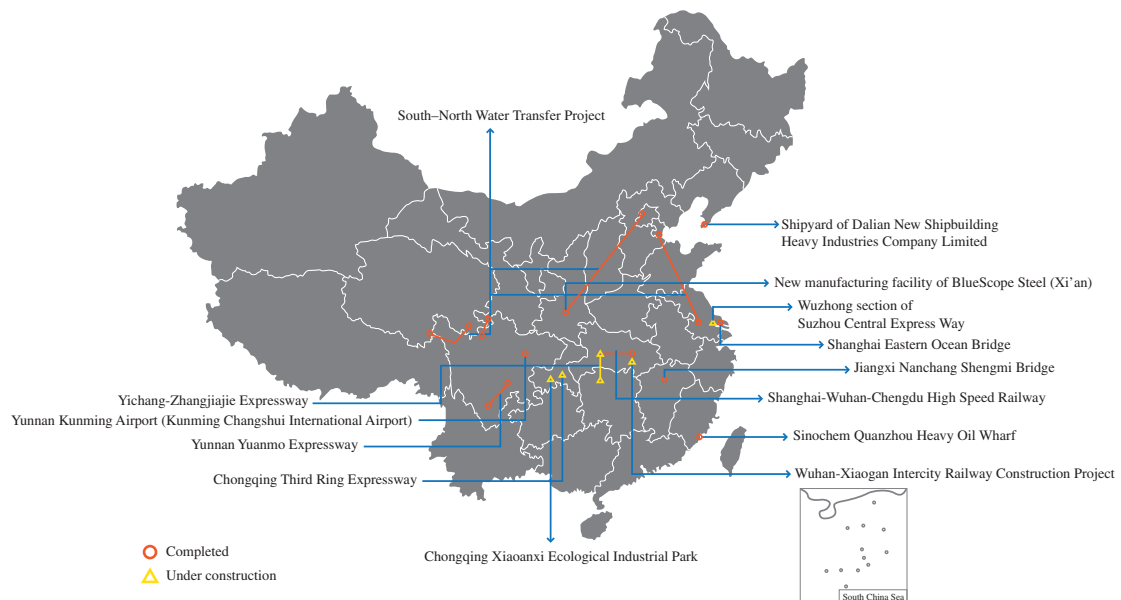 South–North Water Transfer Project
Shipyard of Dalian New Shipbuilding
Heavy Industries Company Limited
New manufacturing facility of BlueScope Steel (Xi’an)
Wuzhong section of
Suzhou Central Express Way
Shanghai Eastern Ocean Bridge
Jiangxi Nanchang Shengmi Bridge
Shanghai-Wuhan-Chengdu High Speed Railway
Yichang-Zhangjiajie Expressway
Yunnan Kunming Airport (Kunming Changshui International Airport)
Yunnan Yuanmo Expressway
Sinochem Quanzhou Heavy Oil Wharf
Chongqing Third Ring Expressway
Wuhan-Xiaogan Intercity Railway Construction Project
Chongqing Xiaoanxi Ecological Industrial Park
Completed
Under construction
South China Sea